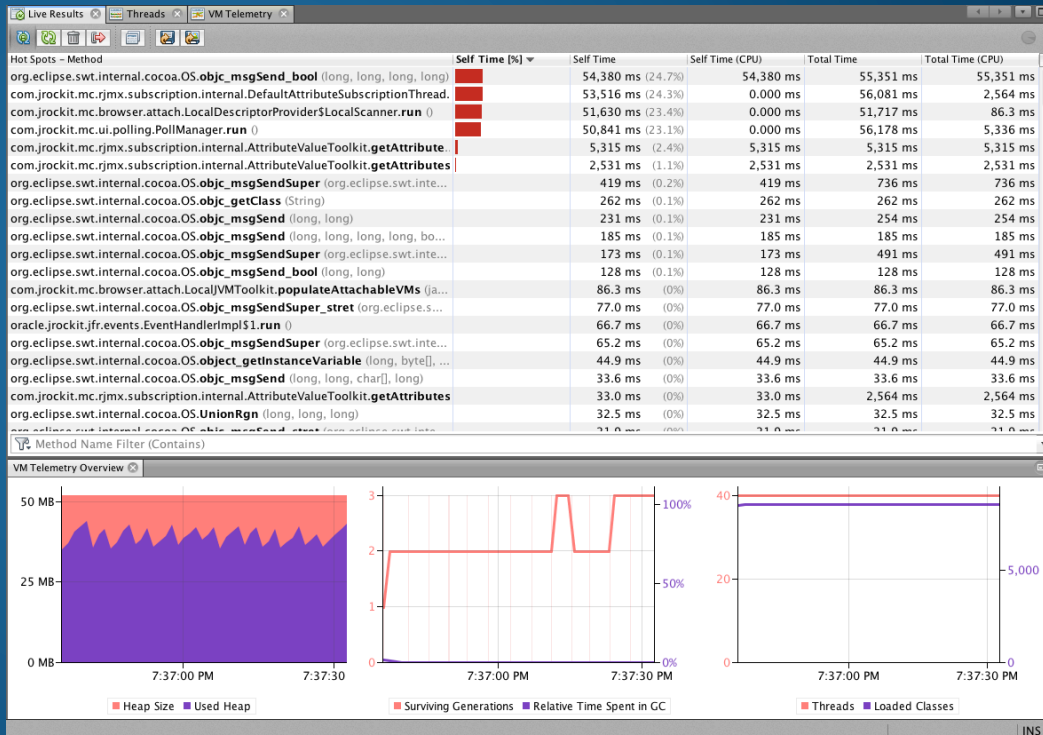 Live Results Threads VM Telemetry
Hot Spots – Method Self Time [%] Self Time Self Time (CPU) Total Time Total Time (CPU)
org.eclipse.swt.internal.cocoa.OS.objc_msgSend_bool (long, long, long, long) 54,380 ms (24.7%) 54,380 ms 55,351 ms 55,351 ms
com.jrockit.mc.rjmx.subscription.internal.DefaultAttributeSubscriptionThread. 53,516 ms (24.3%) 0.000 ms 56,081 ms 2,564 ms
com.jrockit.mc.browser.attach.LocalDescriptorProvider$LocalScanner.run () 51,630 ms (23.4%) 0.000 ms 51,717 ms 86.3 ms
com.jrockit.mc.ui.polling.PollManager.run () 50,841 ms (23.1%) 0.000 ms 56,178 ms 5,336 ms
com.jrockit.mc.rjmx.subscription.internal.AttributeValueToolkit.getAttribute. 5,315 ms (2.4%) 5,315 ms 5,315 ms 5,315 ms
com.jrockit.mc.rjmx.subscription.internal.AttributeValueToolkit.getAttributes 2,531 ms (1.1%) 2,531 ms 2,531 ms 2,531 ms
org.eclipse.swt.internal.cocoa.OS.objc_msgSendSuper (org.eclipse.swt.inte... 419 ms (0.2%) 419 ms 736 ms 736 ms
org.eclipse.swt.internal.cocoa.OS.objc_getClass (String) 262 ms (0.1%) 262 ms 262 ms 262 ms
org.eclipse.swt.internal.cocoa.OS.objc_msgSend (long, long) 231 ms (0.1%) 231 ms 254 ms 254 ms
org.eclipse.swt.internal.cocoa.OS.objc_msgSend (long, long, long, long, bo... 185 ms (0.1%) 185 ms 185 ms 185 ms
org.eclipse.swt.internal.cocoa.OS.objc_msgSendSuper (org.eclipse.swt.inte... 173 ms (0.1%) 173 ms 491 ms 491 ms
org.eclipse.swt.internal.cocoa.OS.objc_msgSend_bool (long, long) 128 ms (0.1%) 128 ms 128 ms 128 ms
com.jrockit.mc.browser.attach.LocalJVMToolkit.populateAttachableVMs (ja... 86.3 ms (0%) 86.3 ms 86.3 ms 86.3 ms
org.eclipse.swt.internal.cocoa.OS.objc_msgSendSuper_stret (org.eclipse.s... 77.0 ms (0%) 77.0 ms 77.0 ms 77.0 ms
oracle.jrockit.jfr.events.EventHandlerImpl$1.run () 66.7 ms (0%) 66.7 ms 66.7 ms 66.7 ms
org.eclipse.swt.internal.cocoa.OS.objc_msgSendSuper (org.eclipse.swt.inte... 65.2 ms (0%) 65.2 ms 65.2 ms 65.2 ms
org.eclipse.swt.internal.cocoa.OS.object_getInstanceVariable (long, byte[], ... 44.9 ms (0%) 44.9 ms 44.9 ms 44.9 ms
org.eclipse.swt.internal.cocoa.OS.objc_msgSend (long, long, char[], long) 33.6 ms (0%) 33.6 ms 33.6 ms 33.6 ms
com.jrockit.mc.rjmx.subscription.internal.AttributeValueToolkit.getAttributes 33.0 ms (0%) 33.0 ms 2,564 ms 2,564 ms
org.eclipse.swt.internal.cocoa.OS.UnionRgn (long, long, long) 32.5 ms (0%) 32.5 ms 32.5 ms 32.5 ms
Method Name Filter (Contains)
VM Telemetry Overview
50 MB
25 MB
0 MB
7:37:00 PM 7:37:30
Heap Size Used Heap
3
2
1
0
100%
50%
0%
7:37:00 PM 7:37:30 PM
Surviving Generations Relative Time Spent in GC
40
20
0
5,000
0
7:37:00 PM 7:37:30 PM
Threads Loaded Classes
INS